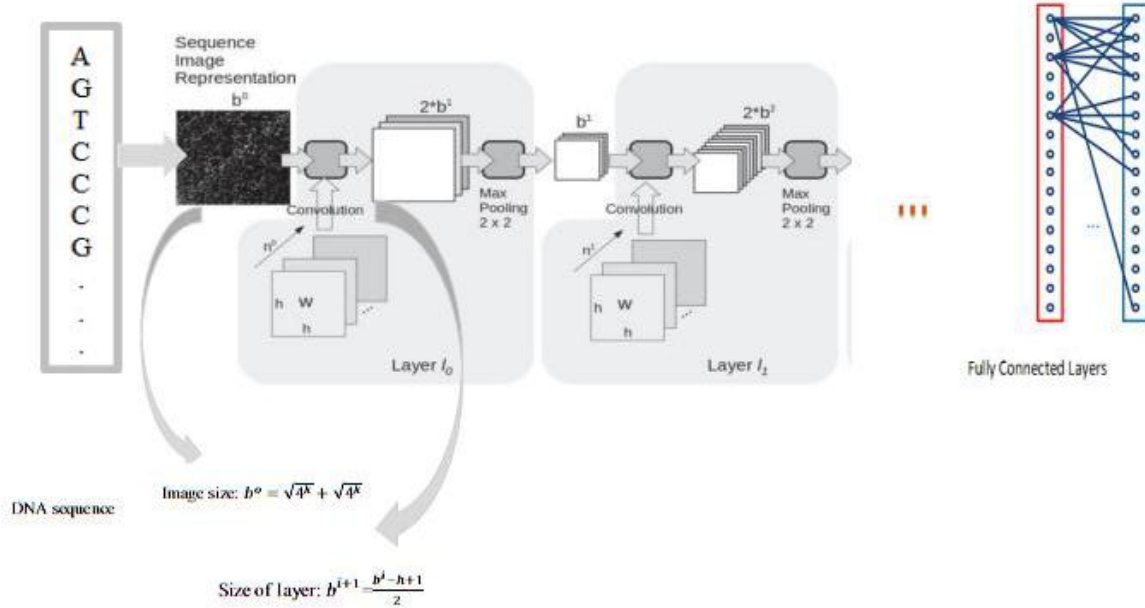 A
G
T
C
C
C
C
G
.
.
.
Sequence
Image
Representation
b⁰
Convolution
n⁰
h
W
h
...
2*b¹
Max
Pooling
2 x 2
Layer l₀
b¹
Convolution
n¹
h
W
h
...
2*b²
Max
Pooling
2 x 2
Layer l₁
...
...
Fully Connected Layers
DNA sequence
Image size: b⁰ = √4ᵏ + √4ᵏ
Size of layer: bⁱ⁺¹ = (bⁱ−h+1)/2